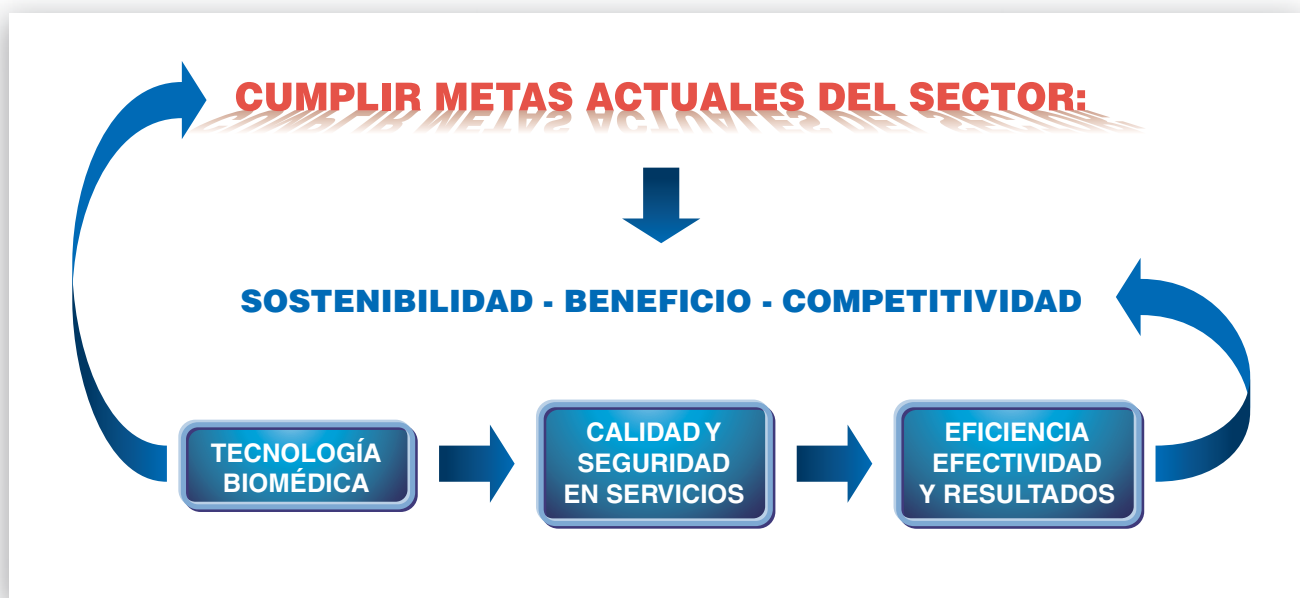 CUMPLIR METAS ACTUALES DEL SECTOR:
SOSTENIBILIDAD - BENEFICIO - COMPETITIVIDAD
TECNOLOGÍA
BIOMÉDICA
CALIDAD Y
SEGURIDAD
EN SERVICIOS
EFICIENCIA
EFECTIVIDAD
Y RESULTADOS